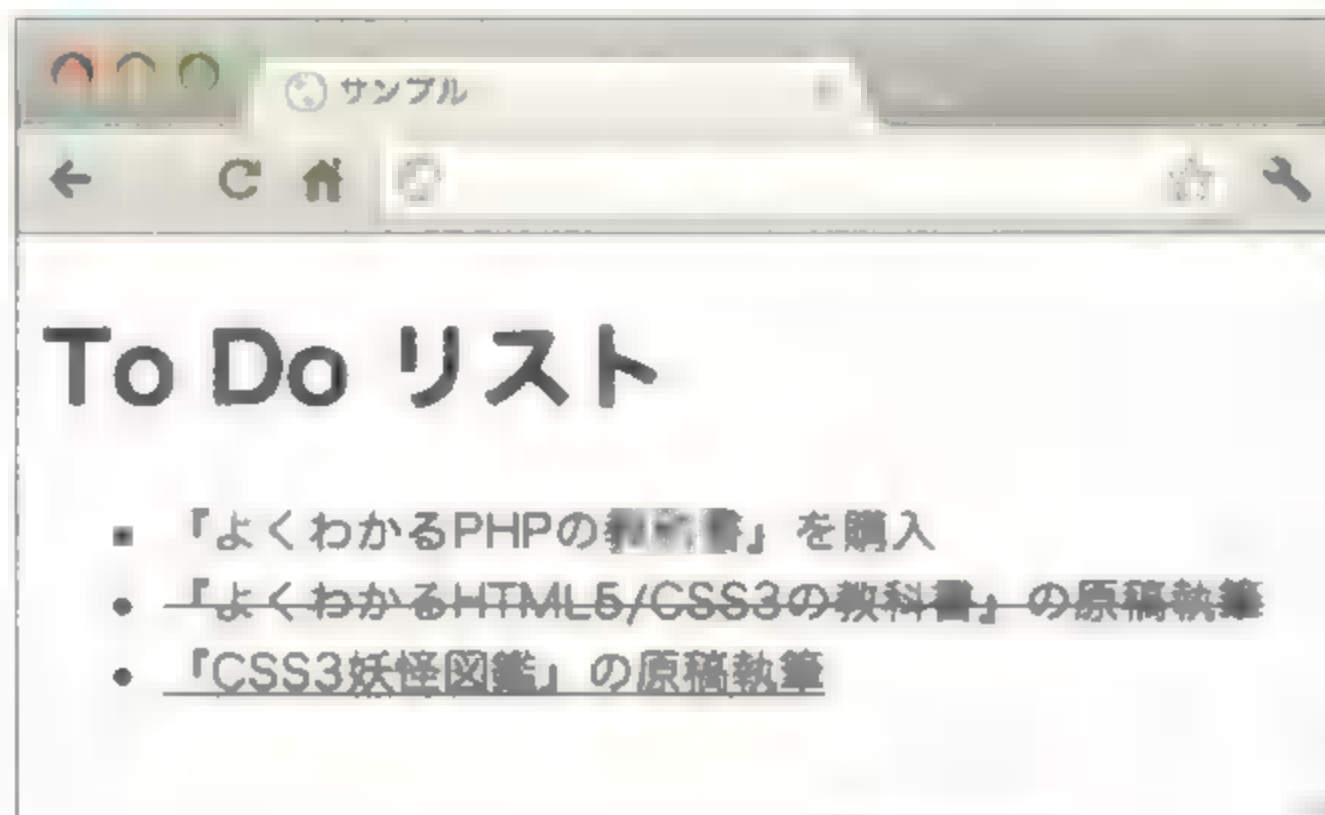 サンプル
To Do リスト
『よくわかるPHPの』を購入
『よくわかるHTML5/CSS3の教科書』の原稿執筆
『CSS3妖怪図鑑』の原稿執筆